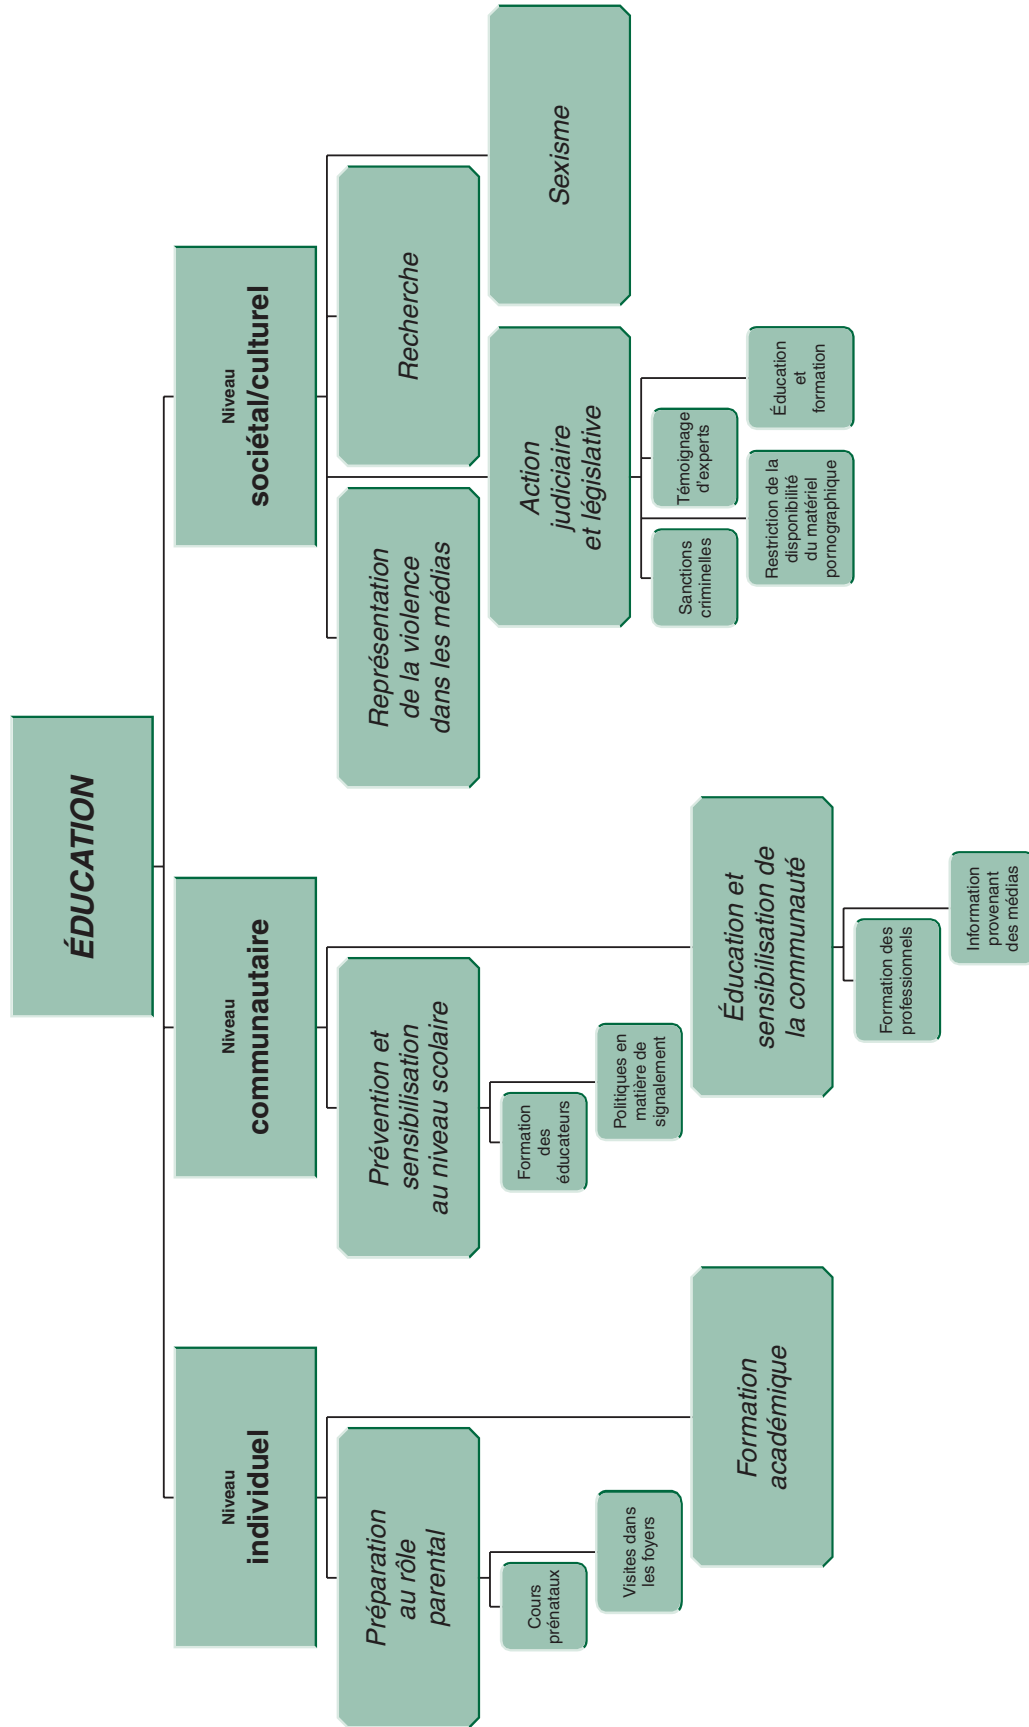 ÉDUCATION
Niveau
individuel
Préparation
au rôle
parental
Cours
prénataux
Visites dans
les foyers
Formation
académique
Niveau
communautaire
Prévention et
sensibilisation
au niveau scolaire
Formation
des
éducateurs
Politiques en
matière de
signalement
Éducation et
sensibilisation de
la communauté
Formation des
professionnels
Information
provenant
des médias
Niveau
sociétal/culturel
Représentation
de la violence
dans les médias
Recherche
Action
judiciaire
et législative
Sanctions
criminelles
Témoignage
d'experts
Restriction de la
disponibilité
du matériel
pornographique
Éducation
et
formation
Sexisme